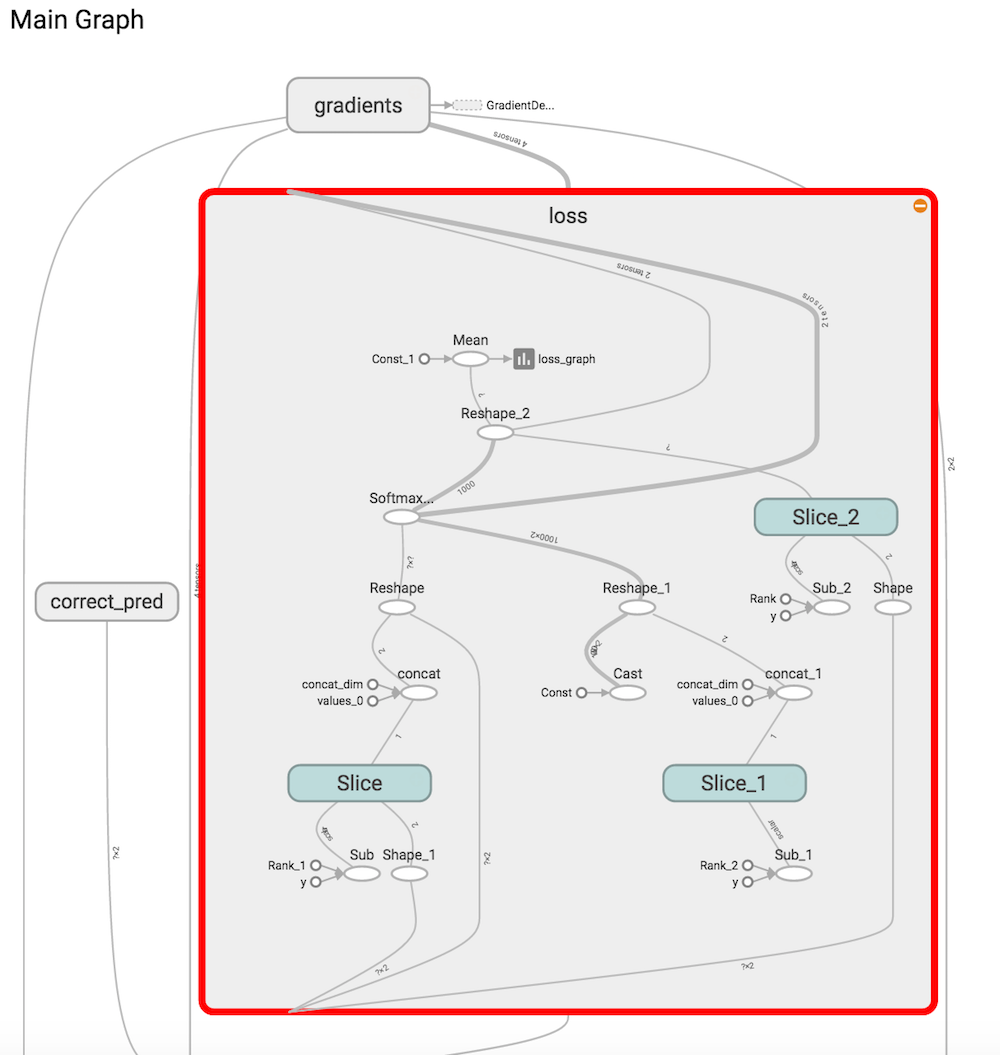 Main Graph
gradients
GradientDe...
4 tensors
loss
2 tensors
2 tensors
Mean
Const_1
loss_graph
?
Reshape_2
?
2×2
1000
Softmax...
Slice_2
1000×2
?×?
scalar
2
4 tensors
Reshape
Reshape_1
Sub_2
Shape
Rank
y
correct_pred
2
2
concat
Cast
concat_1
concat_dim
values_0
Const
concat_dim
values_0
1
1
Slice
Slice_1
scalar
2
scalar
?×2
?×2
Sub
Shape_1
Sub_1
Rank_1
y
Rank_2
y
?×2
?×2